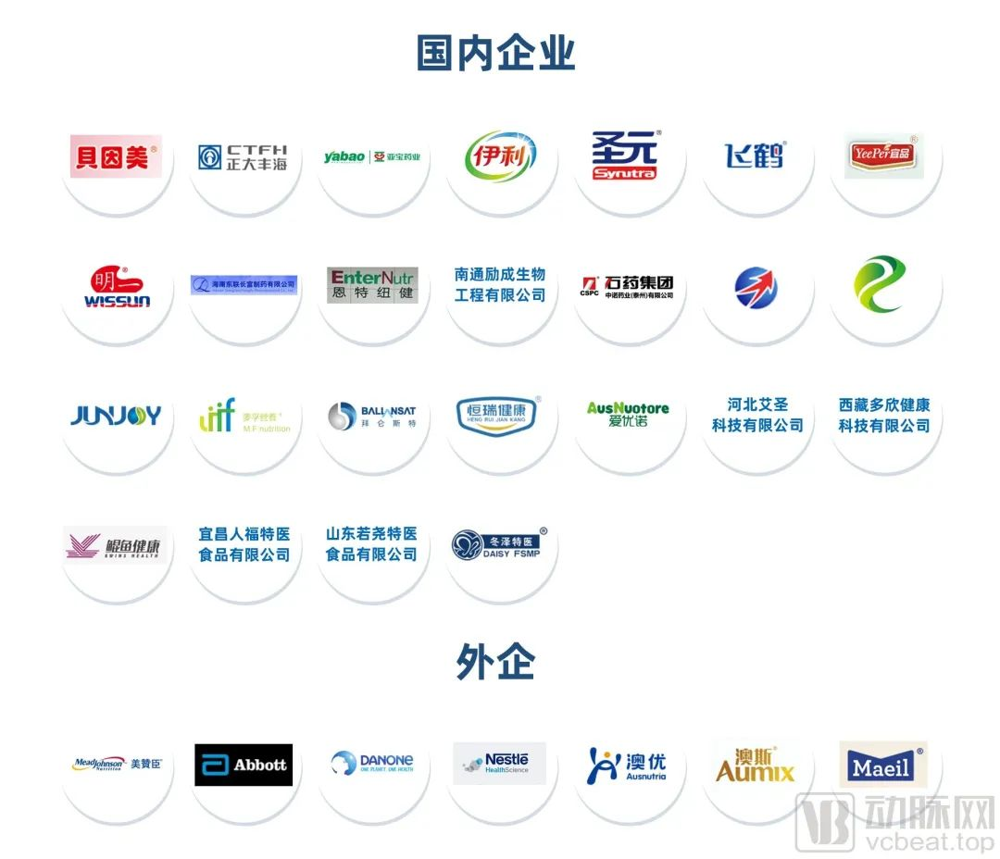 国内企业
贝因美®
CTFH
正大丰海
yabao 亚宝药业
伊利
圣元®
Synutra
飞鹤®
YeePer宜品®
明一®
WISSUN
海南东联长富制药有限公司
EnterNutr
恩特纽健
南通励成生物
工程有限公司
CSPC 石药集团
中诺药业(泰州)有限公司
JUNJOY
麦孚营养®
MF nutrition
BALLANSAT
拜仑斯特
恒瑞健康®
HENG RUI JIAN KANG
AusNuotore
爱优诺
河北艾圣
科技有限公司
西藏多欣健康
科技有限公司
鲲鱼健康
宜昌人福特医
食品有限公司
山东若尧特医
食品有限公司
冬泽特医®
DAISY FSMP
外企
MeadJohnson
Nutrition
美贊臣
Abbott
DANONE
ONE PLANET. ONE HEALTH
Nestlé
HealthScience
澳优
Ausnutria
澳斯®
Aumix
Maeil®
动脉网
vcbeat.top